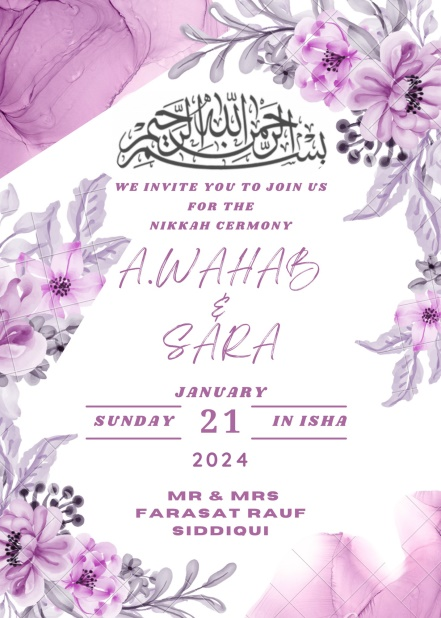 بسم الله الرحمن الرحيم
WE INVITE YOU TO JOIN US
FOR THE
NIKKAH CERMONY
A.WAHAB
&
SARA
JANUARY
SUNDAY 21 IN ISHA
2024
MR & MRS
FARASAT RAUF
SIDDIQUI